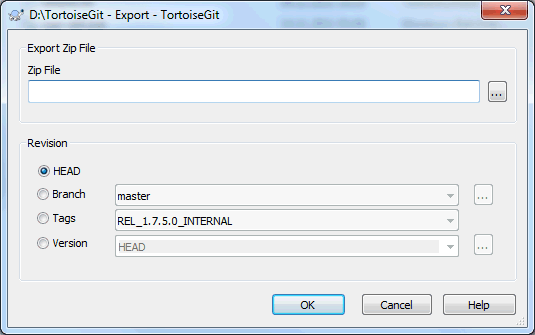 D:\TortoiseGit - Export - TortoiseGit
Export Zip File
Zip File
...
Revision
HEAD
Branch master ...
Tags REL_1.7.5.0_INTERNAL
Version HEAD ...
OK Cancel Help